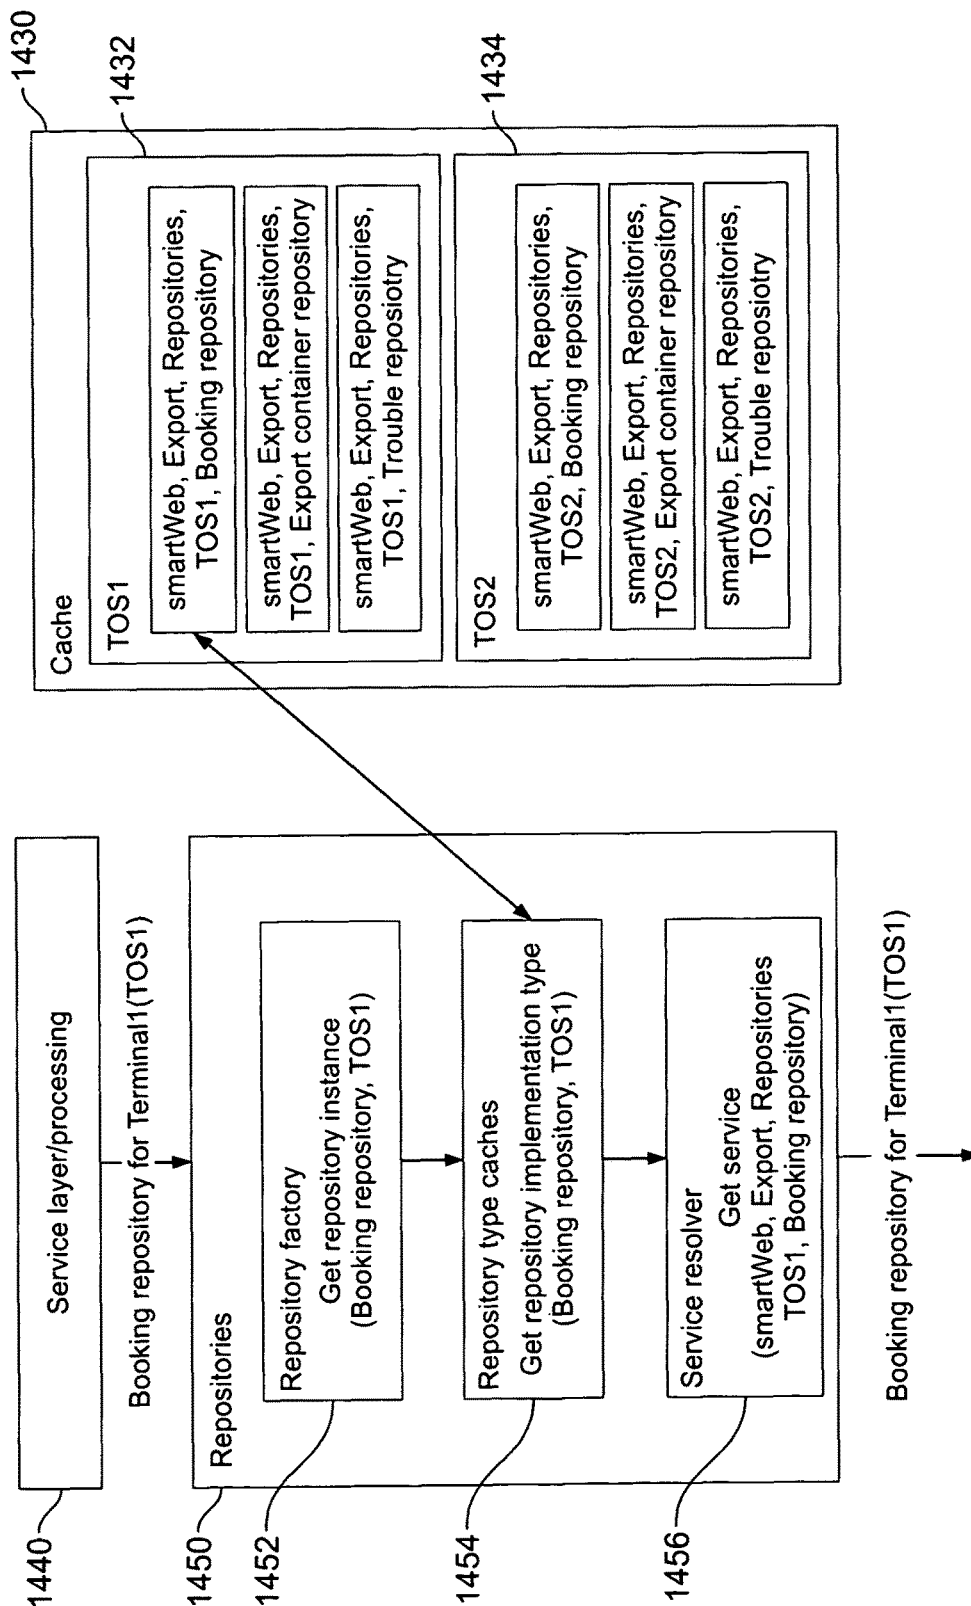 1440
Service layer/processing
Booking repository for Terminal1(TOS1)
1450
Repositories
1452
Repository factory
Get repository instance
(Booking repository, TOS1)
1454
Repository type caches
Get repository implementation type
(Booking repository, TOS1)
1456
Service resolver
Get service
(smartWeb, Export, Repositories
TOS1, Booking repository)
Booking repository for Terminal1(TOS1)
1430
Cache
1432
TOS1
smartWeb, Export, Repositories,
TOS1, Booking repository
smartWeb, Export, Repositories,
TOS1, Export container repository
smartWeb, Export, Repositories,
TOS1, Trouble reposiotry
1434
TOS2
smartWeb, Export, Repositories,
TOS2, Booking repository
smartWeb, Export, Repositories,
TOS2, Export container repository
smartWeb, Export, Repositories,
TOS2, Trouble reposiotry